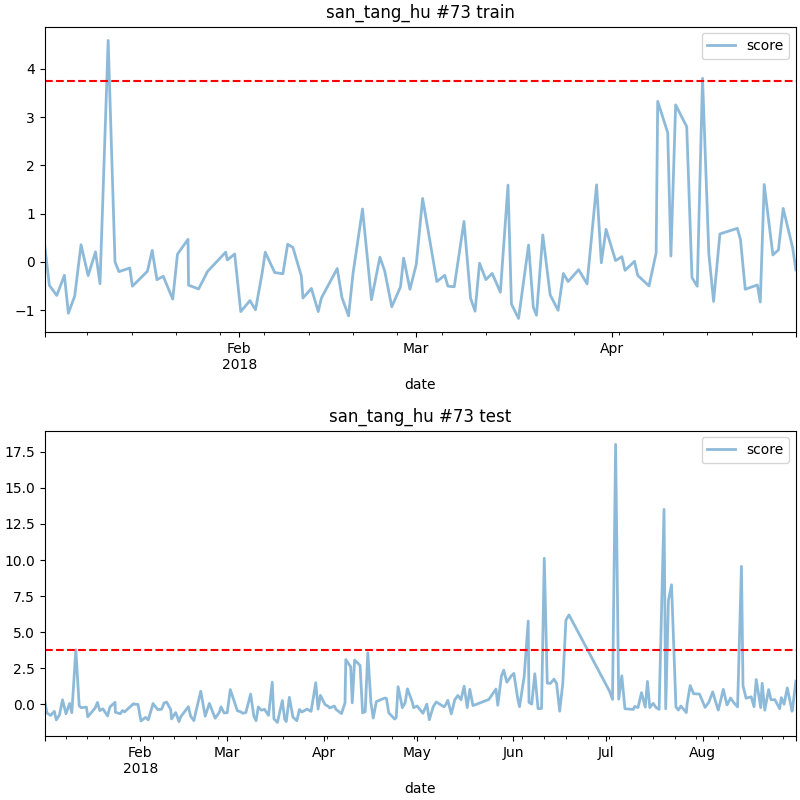 san_tang_hu #73 train
score
4
3
2
1
0
−1
Feb
2018
Mar
Apr
date
san_tang_hu #73 test
score
17.5
15.0
12.5
10.0
7.5
5.0
2.5
0.0
Feb
2018
Mar
Apr
May
Jun
Jul
Aug
date